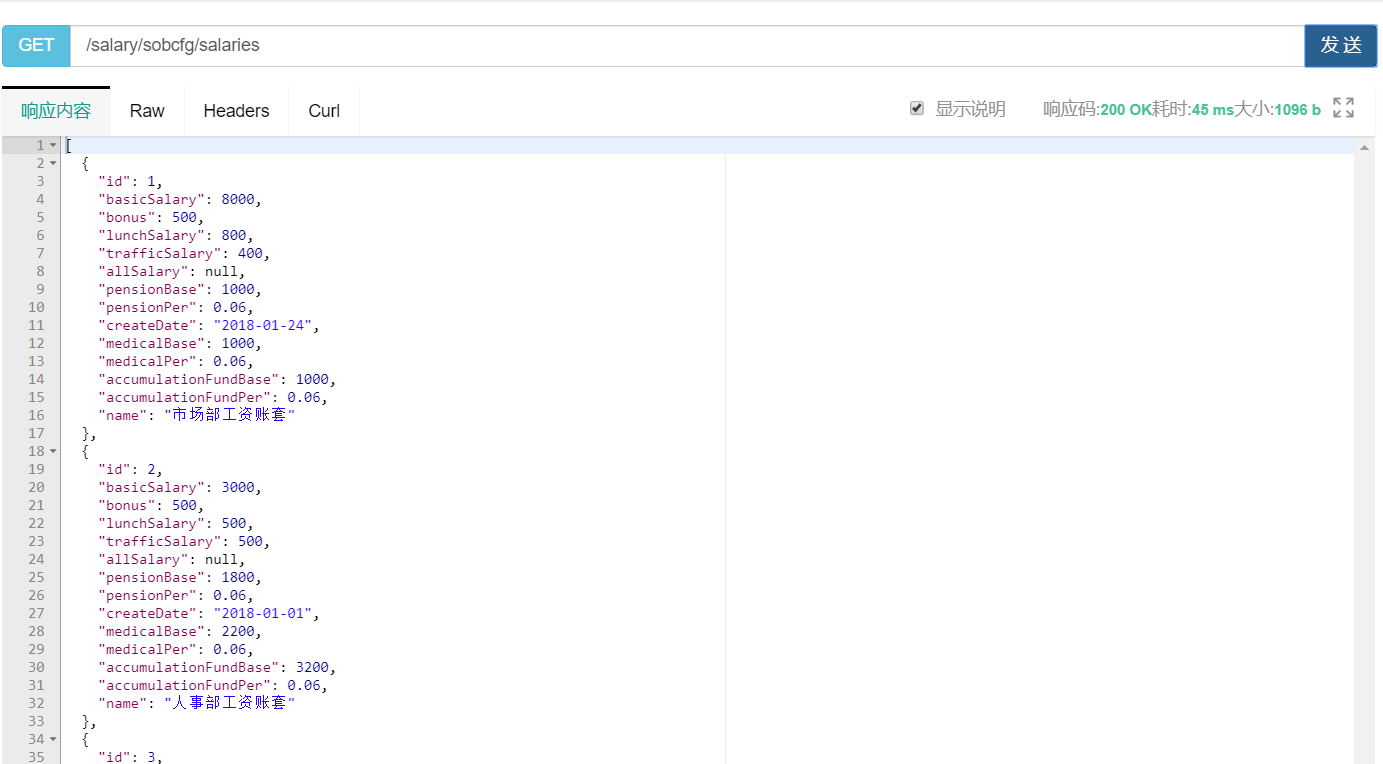 GET /salary/sobcfg/salaries 发 送
响应内容 Raw Headers Curl 显示说明 响应码:200 OK耗时:45 ms大小:1096 b
1 [
2 {
3 "id": 1,
4 "basicSalary": 8000,
5 "bonus": 500,
6 "lunchSalary": 800,
7 "trafficSalary": 400,
8 "allSalary": null,
9 "pensionBase": 1000,
10 "pensionPer": 0.06,
11 "createDate": "2018-01-24",
12 "medicalBase": 1000,
13 "medicalPer": 0.06,
14 "accumulationFundBase": 1000,
15 "accumulationFundPer": 0.06,
16 "name": "市场部工资账套"
17 },
18 {
19 "id": 2,
20 "basicSalary": 3000,
21 "bonus": 500,
22 "lunchSalary": 500,
23 "trafficSalary": 500,
24 "allSalary": null,
25 "pensionBase": 1800,
26 "pensionPer": 0.06,
27 "createDate": "2018-01-01",
28 "medicalBase": 2200,
29 "medicalPer": 0.06,
30 "accumulationFundBase": 3200,
31 "accumulationFundPer": 0.06,
32 "name": "人事部工资账套"
33 },
34 {
35 "id": 3,